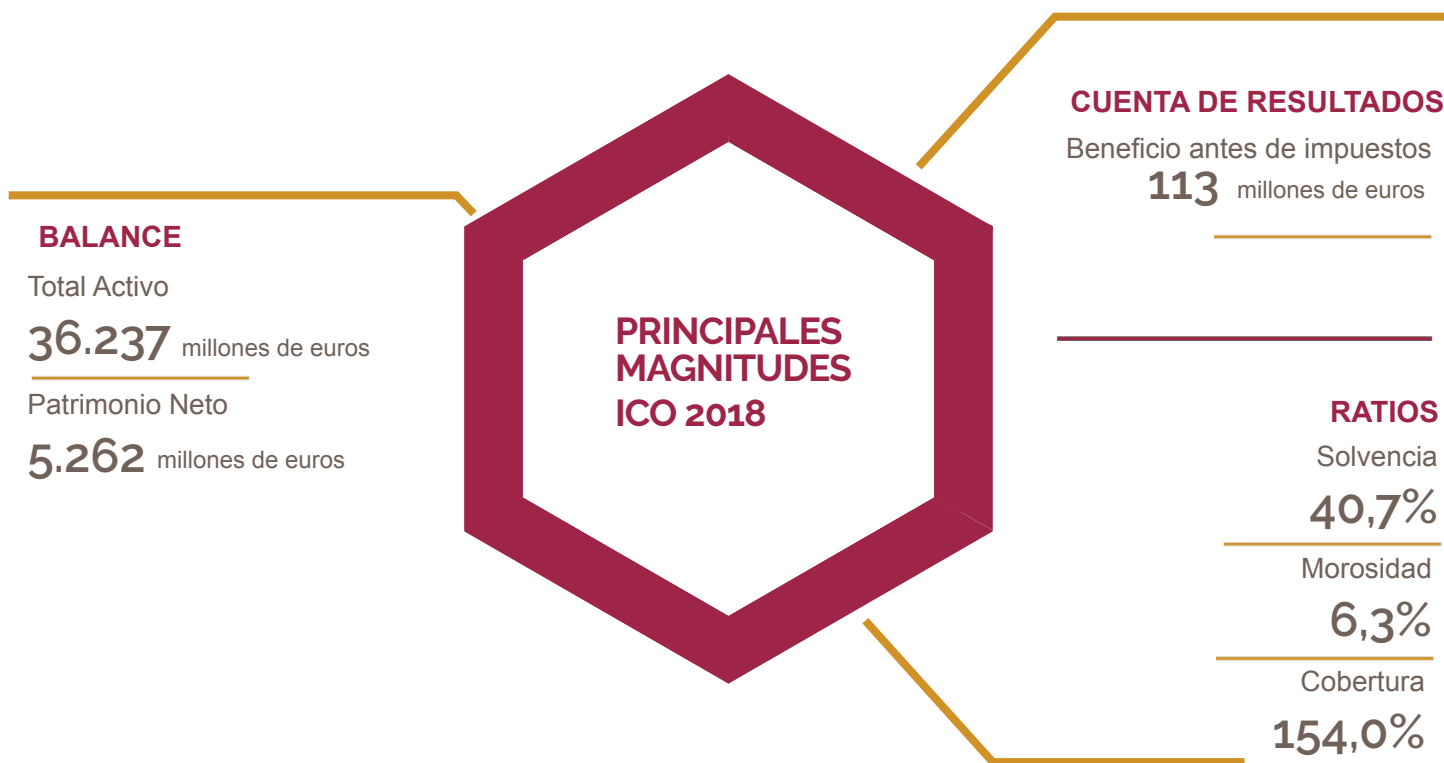 BALANCE
Total Activo
36.237 millones de euros
Patrimonio Neto
5.262 millones de euros
PRINCIPALES
MAGNITUDES
ICO 2018
CUENTA DE RESULTADOS
Beneficio antes de impuestos
113 millones de euros
RATIOS
Solvencia
40,7%
Morosidad
6,3%
Cobertura
154,0%